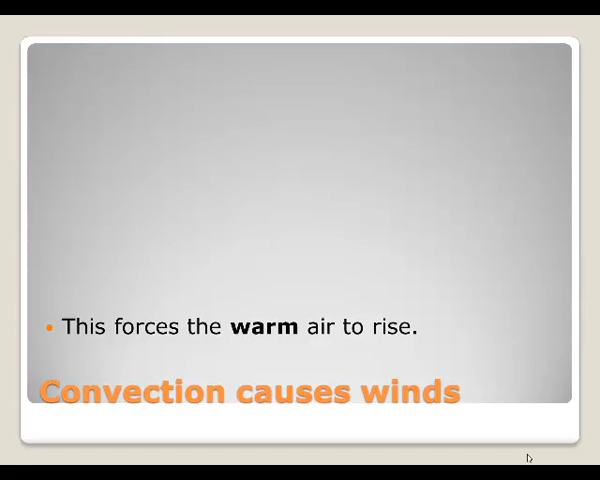 • This forces the warm air to rise.
Convection causes winds